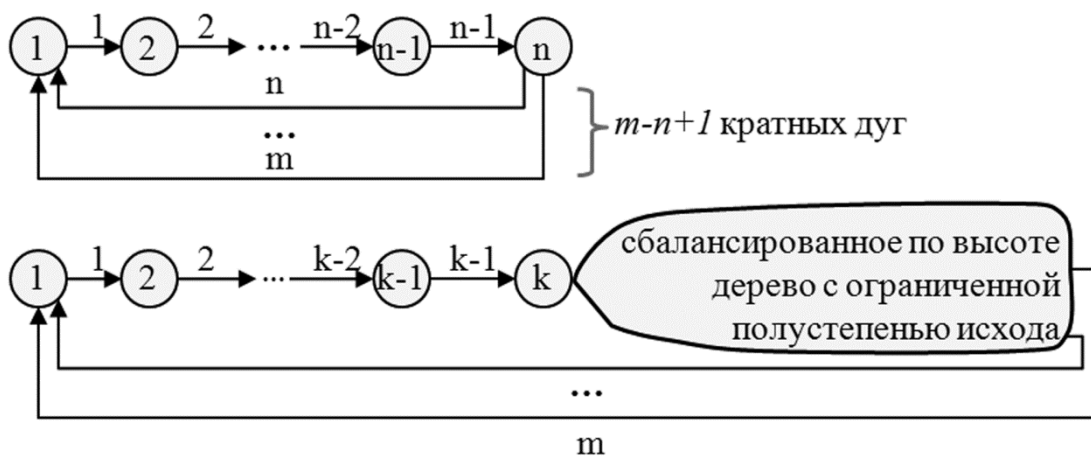 1 2 n-2 n-1
1 2 ... n-1 n
n
m-n+1 кратных дуг
...
m
сбалансированное по высоте
1 2 k-2 k-1
1 2 ... k-1 k
дерево с ограниченной
полустепенью исхода
...
m